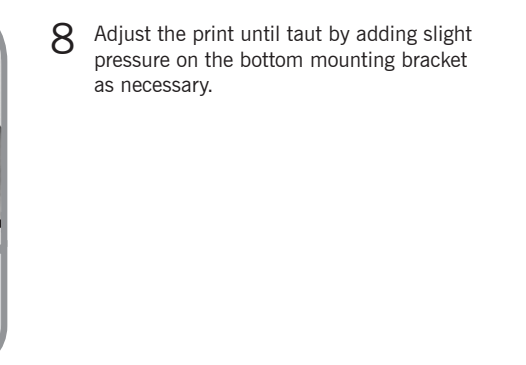 8 Adjust the print until taut by adding slight
pressure on the bottom mounting bracket
as necessary.